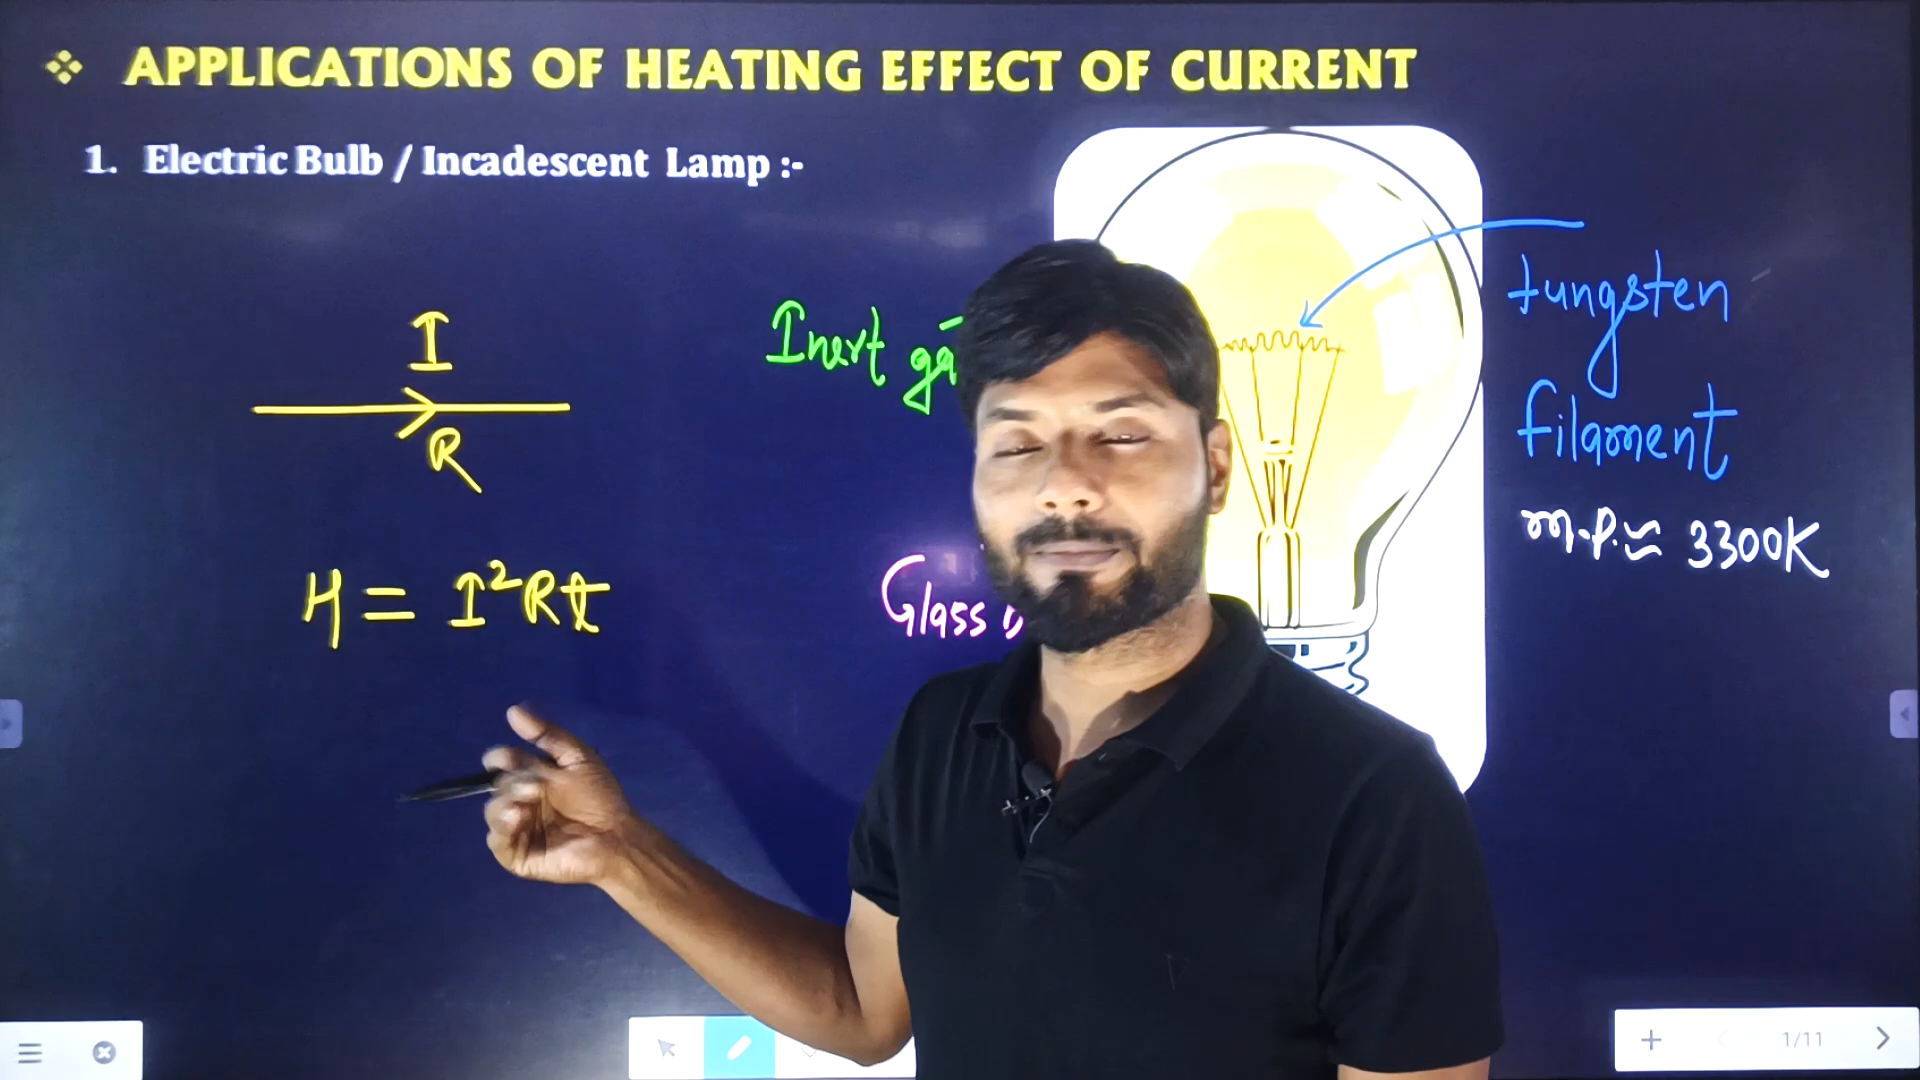 ❖ APPLICATIONS OF HEATING EFFECT OF CURRENT
1. Electric Bulb / Incadescent Lamp :-
I
R
H = I²Rt
Inert
Glass
tungsten
filament
m.p. ≈ 3300K
1/11